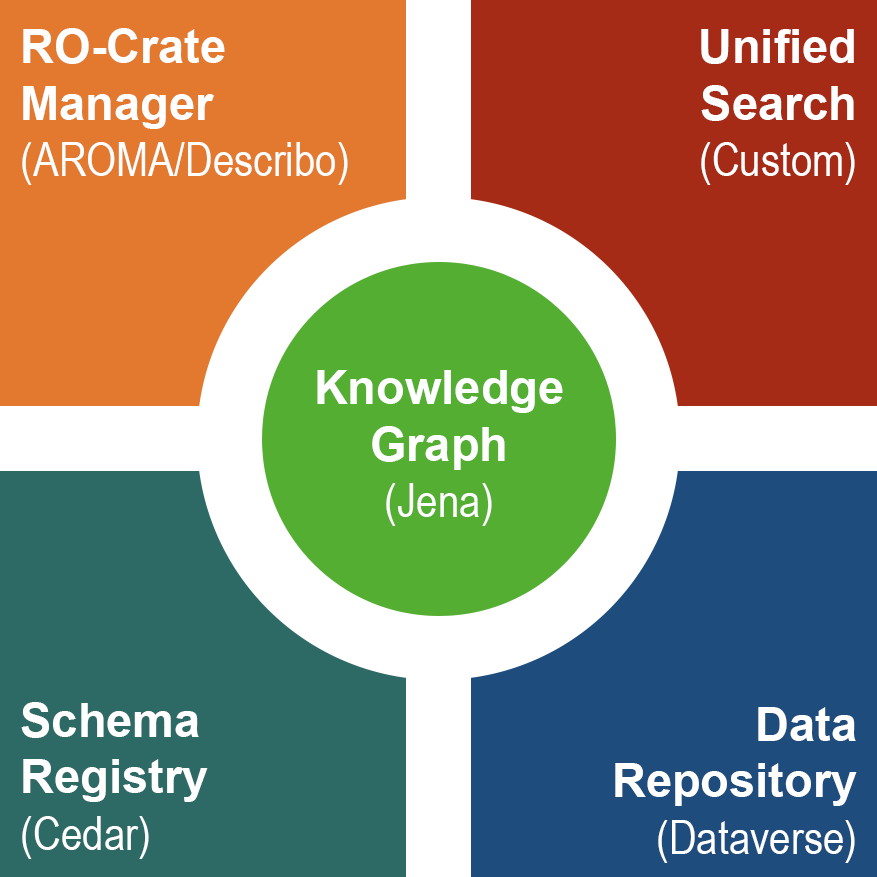 RO-Crate
Manager
(AROMA/Describo)
Unified
Search
(Custom)
Knowledge
Graph
(Jena)
Schema
Registry
(Cedar)
Data
Repository
(Dataverse)